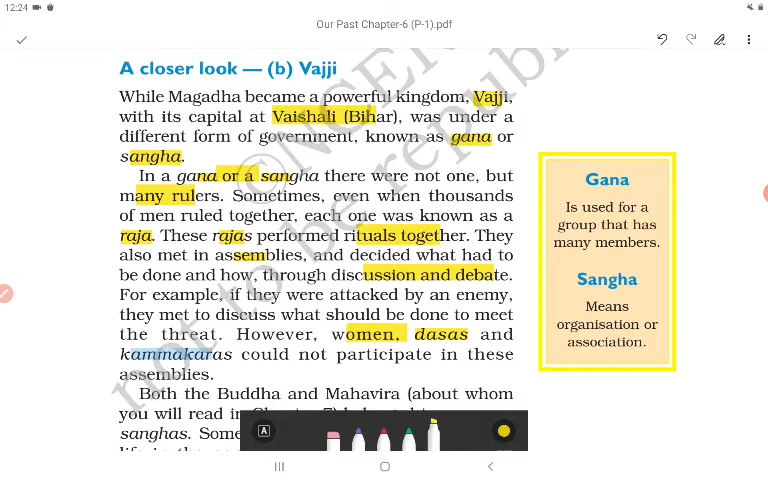 12:24
Our Past Chapter-6 (P-1).pdf
A closer look — (b) Vajji
While Magadha became a powerful kingdom, Vajji,
with its capital at Vaishali (Bihar), was under a
different form of government, known as gana or
sangha.
In a gana or a sangha there were not one, but
many rulers. Sometimes, even when thousands
of men ruled together, each one was known as a
raja. These rajas performed rituals together. They
also met in assemblies, and decided what had to
be done and how, through discussion and debate.
For example, if they were attacked by an enemy,
they met to discuss what should be done to meet
the threat. However, women, dasas and
kammakaras could not participate in these
assemblies.
Both the Buddha and Mahavira (about whom
you will read in
sanghas. Some
Gana
Is used for a
group that has
many members.
Sangha
Means
organisation or
association.
©NCER
not to be republ
A